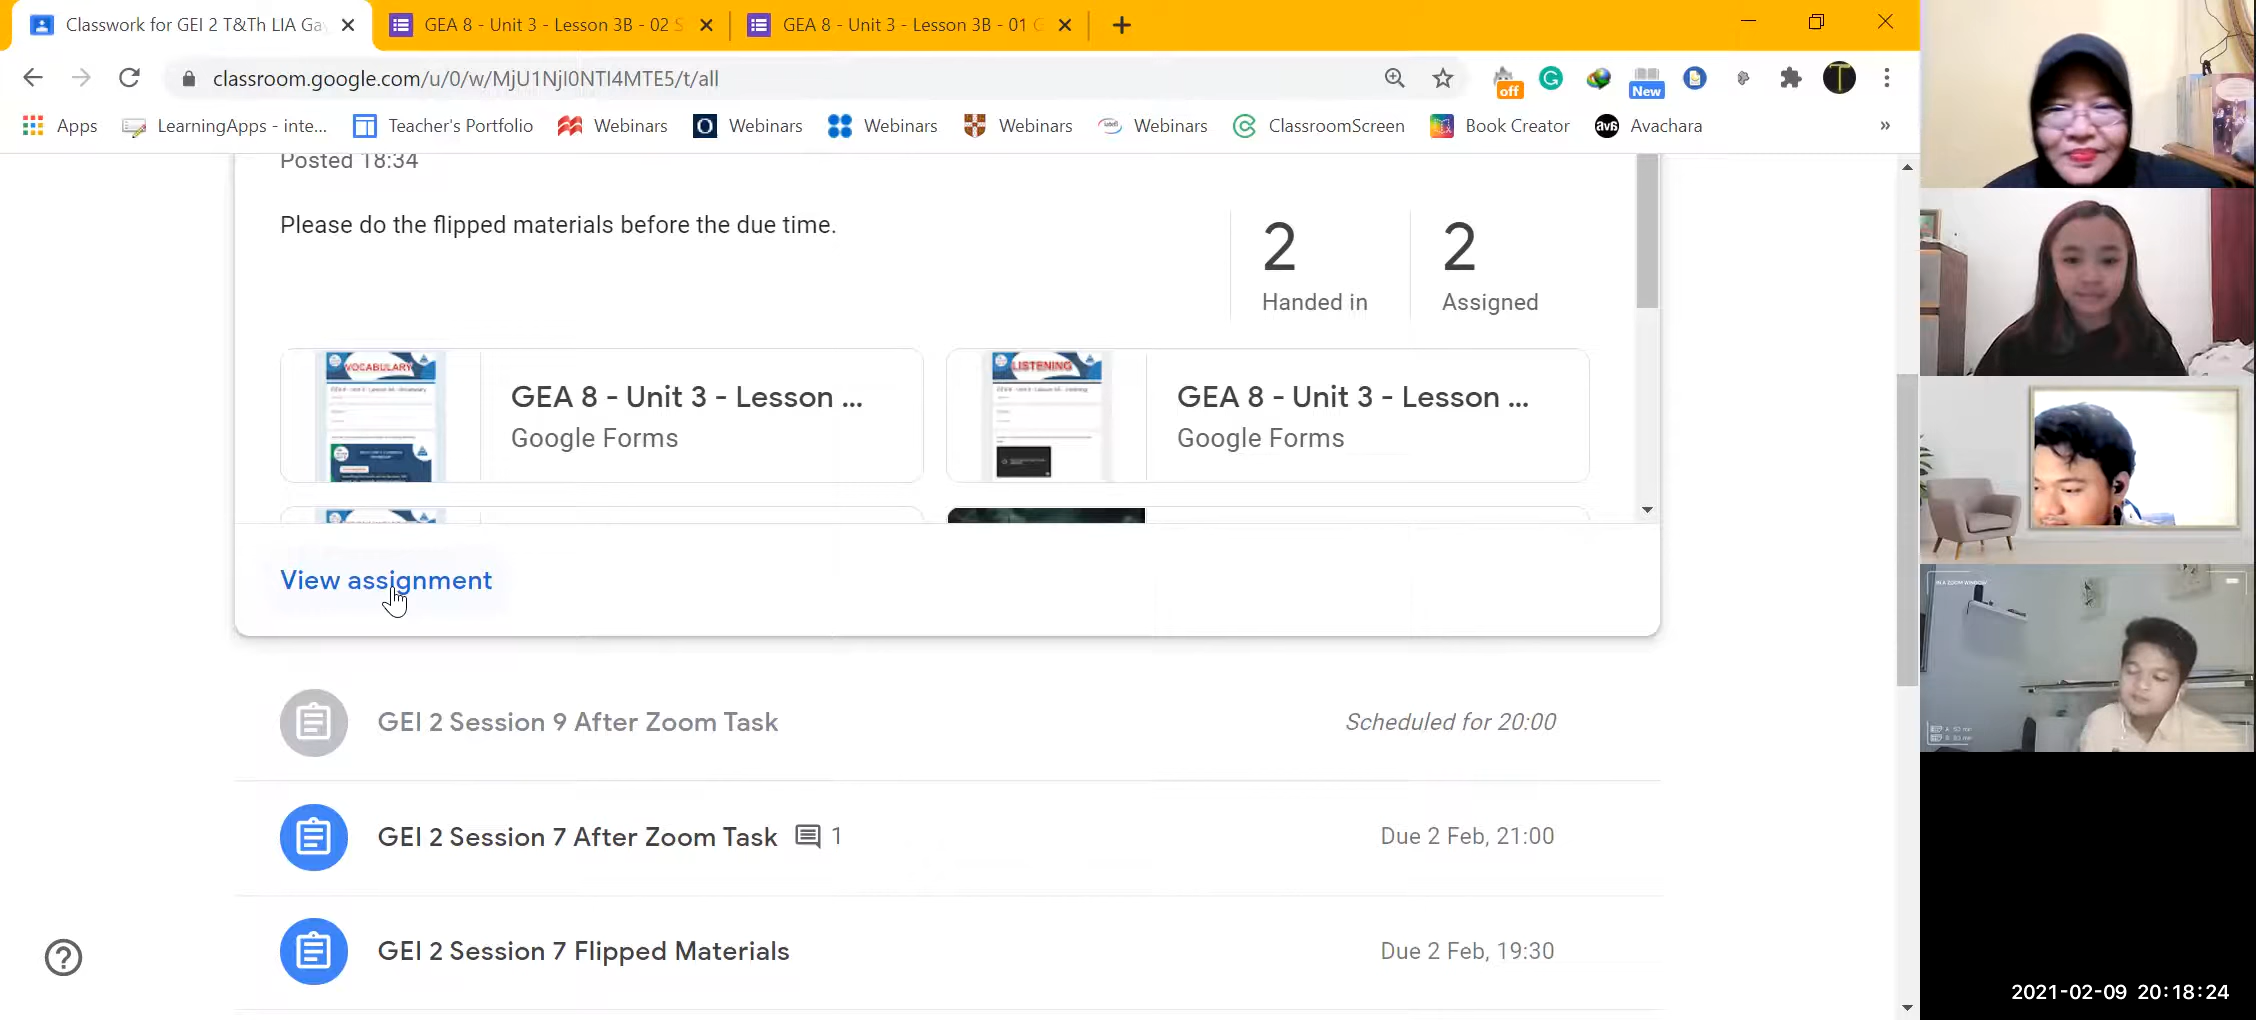 Classwork for GEI 2 T&Th LIA Ga
GEA 8 - Unit 3 - Lesson 3B - 02 S
GEA 8 - Unit 3 - Lesson 3B - 01 G
classroom.google.com/u/0/w/MjU1NjI0NTI4MTE5/t/all
off
New
T
Apps
LearningApps - inte...
Teacher's Portfolio
Webinars
Webinars
Webinars
Webinars
Webinars
ClassroomScreen
Book Creator
Avachara
»
Posted 18:34
Please do the flipped materials before the due time.
2
Handed in
2
Assigned
VOCABULARY
GEA 8 - Unit 3 - Lesson ...
Google Forms
LISTENING
GEA 8 - Unit 3 - Lesson ...
Google Forms
View assignment
GEI 2 Session 9 After Zoom Task
Scheduled for 20:00
GEI 2 Session 7 After Zoom Task
1
Due 2 Feb, 21:00
GEI 2 Session 7 Flipped Materials
Due 2 Feb, 19:30
IN A ZOOM WINDOW
2021-02-09 20:18:24